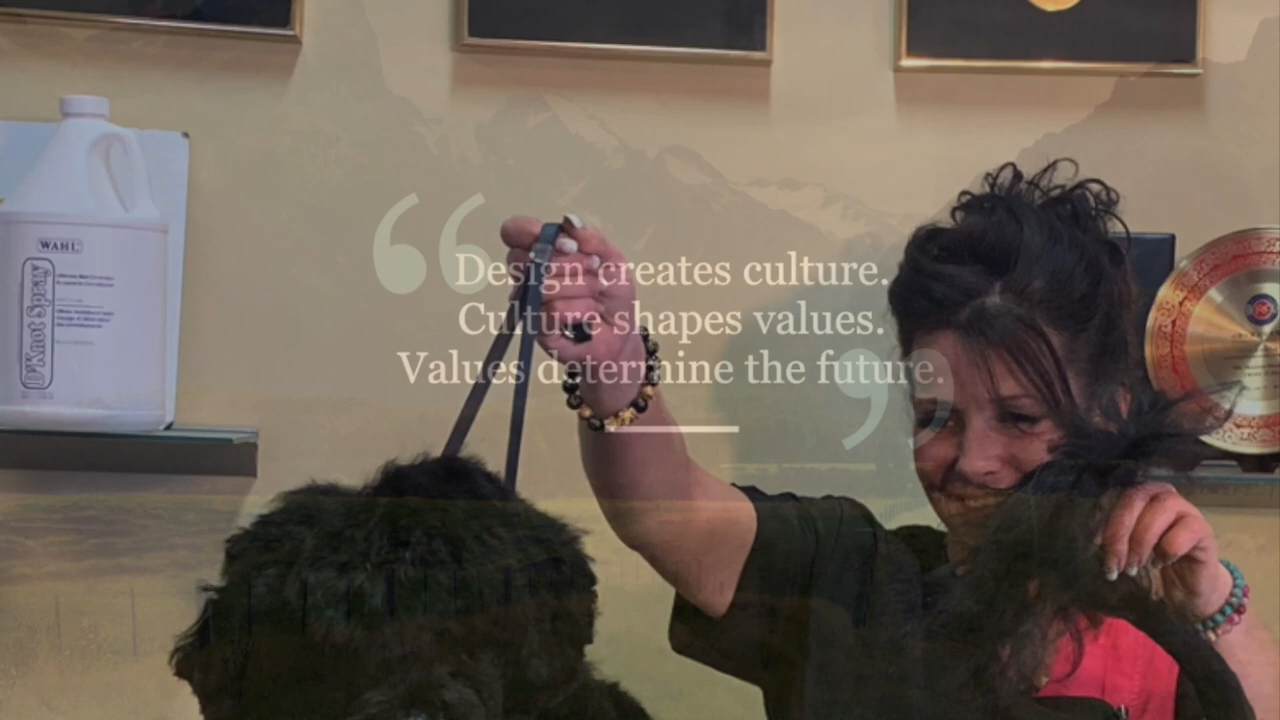 WAHL
D'Knot Spray
Design creates culture.
Culture shapes values.
Values determine the future.